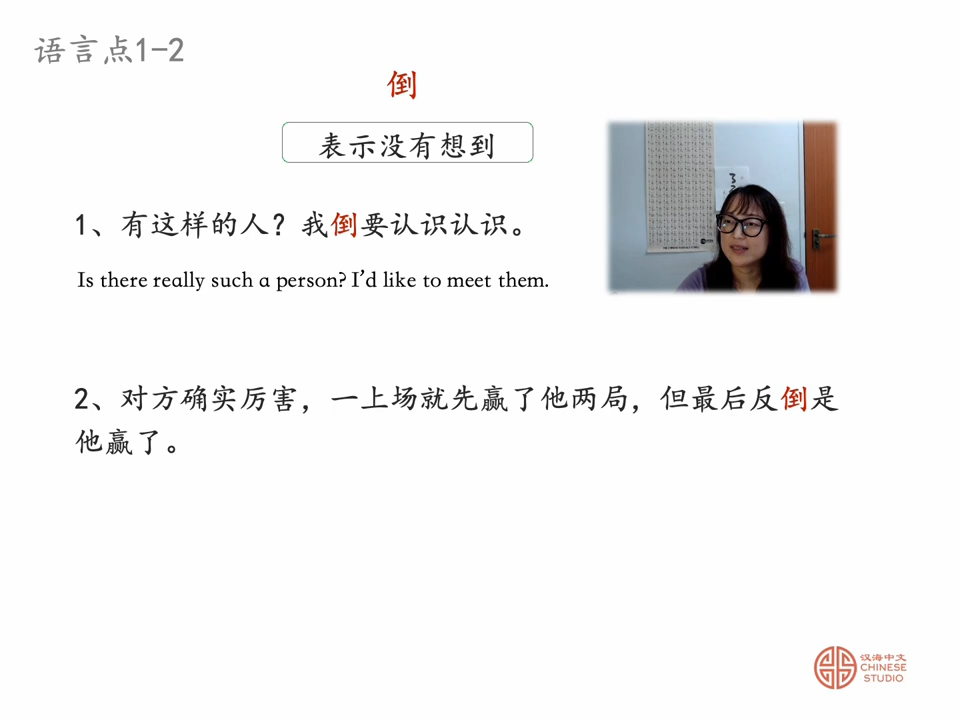 语言点1-2
倒
表示没有想到
1、有这样的人？我倒要认识认识。
Is there really such a person? I'd like to meet them.
2、对方确实厉害，一上场就先赢了他两局，但最后反倒是
他赢了。
汉海中文
CHINESE
STUDIO